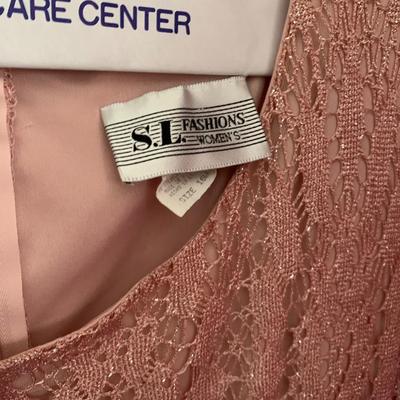 CARE CENTER
S.L. FASHIONS
WOMEN'S
SIZE